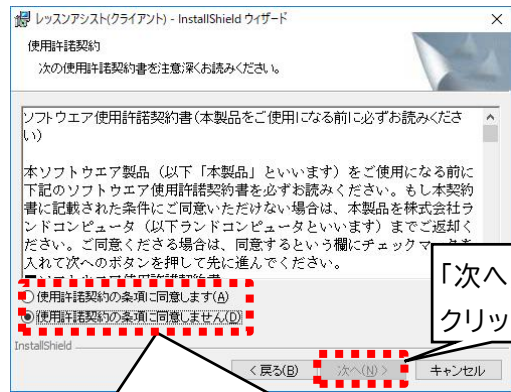 レッスンアシスト(クライアント) - InstallShield ウィザード
使用許諾契約
次の使用許諾契約書を注意深くお読みください。
ソフトウエア使用許諾契約書(本製品をご使用になる前に必ずお読みくださ
い)
本ソフトウエア製品（以下「本製品」といいます）をご使用になる前に
下記のソフトウエア使用許諾契約書を必ずお読みください。もし本契約
書に記載された条件にご同意いただけない場合は、本製品を株式会社ラ
ンドコンピュータ（以下ランドコンピュータといいます）までご返却く
ださい。ご同意くださる場合は、同意するという欄にチェックマークを
入れて次へのボタンを押して先に進んでください。
使用許諾契約の条項に同意します(A)
使用許諾契約の条項に同意しません(D)
「次へ
クリッ
InstallShield
< 戻る(B)
次へ(N) >
キャンセル